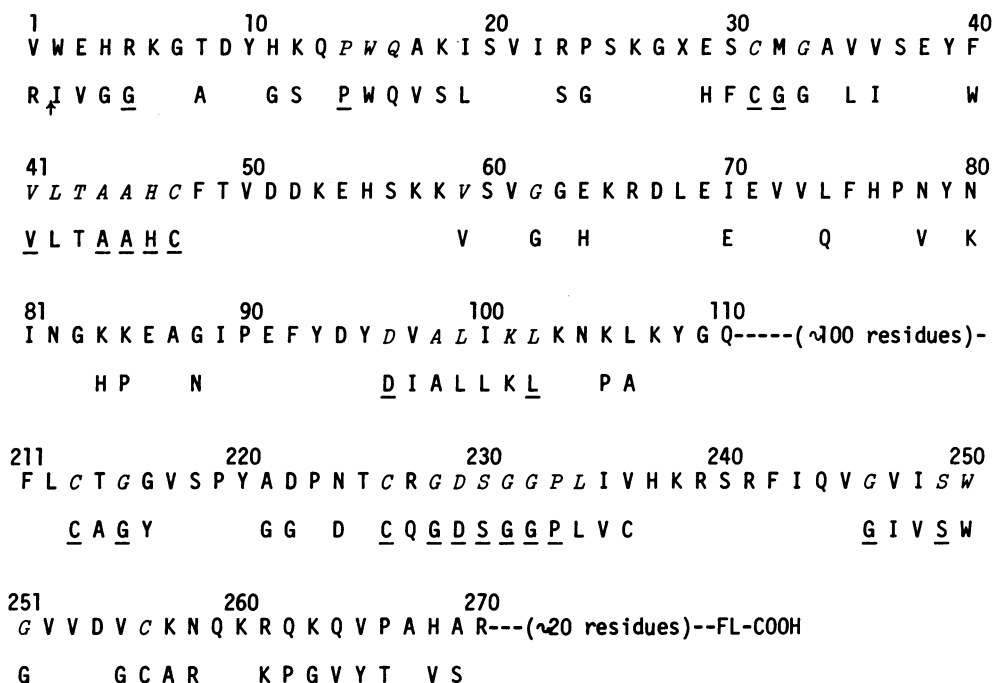 1 10 20 30 40
V W E H R K G T D Y H K Q P W Q A K I S V I R P S K G X E S C M G A V V S E Y F
R ↑ I V G G A G S P W Q V S L S G H F C G G L I W
41 50 60 70 80
V L T A A H C F T V D D K E H S K K V S V G G E K R D L E I E V V L F H P N Y N
V L T A A H C V G H E Q V K
81 90 100 110
I N G K K E A G I P E F Y D Y D V A L I K L K N K L K Y G Q-----(~100 residues)-
H P N D I A L L K L P A
211 220 230 240 250
F L C T G G V S P Y A D P N T C R G D S G G P L I V H K R S R F I Q V G V I S W
C A G Y G G D C Q G D S G G P L V C G I V S W
251 260 270
G V V D V C K N Q K R Q K Q V P A H A R---(~20 residues)--FL-COOH
G G C A R K P G V Y T V S